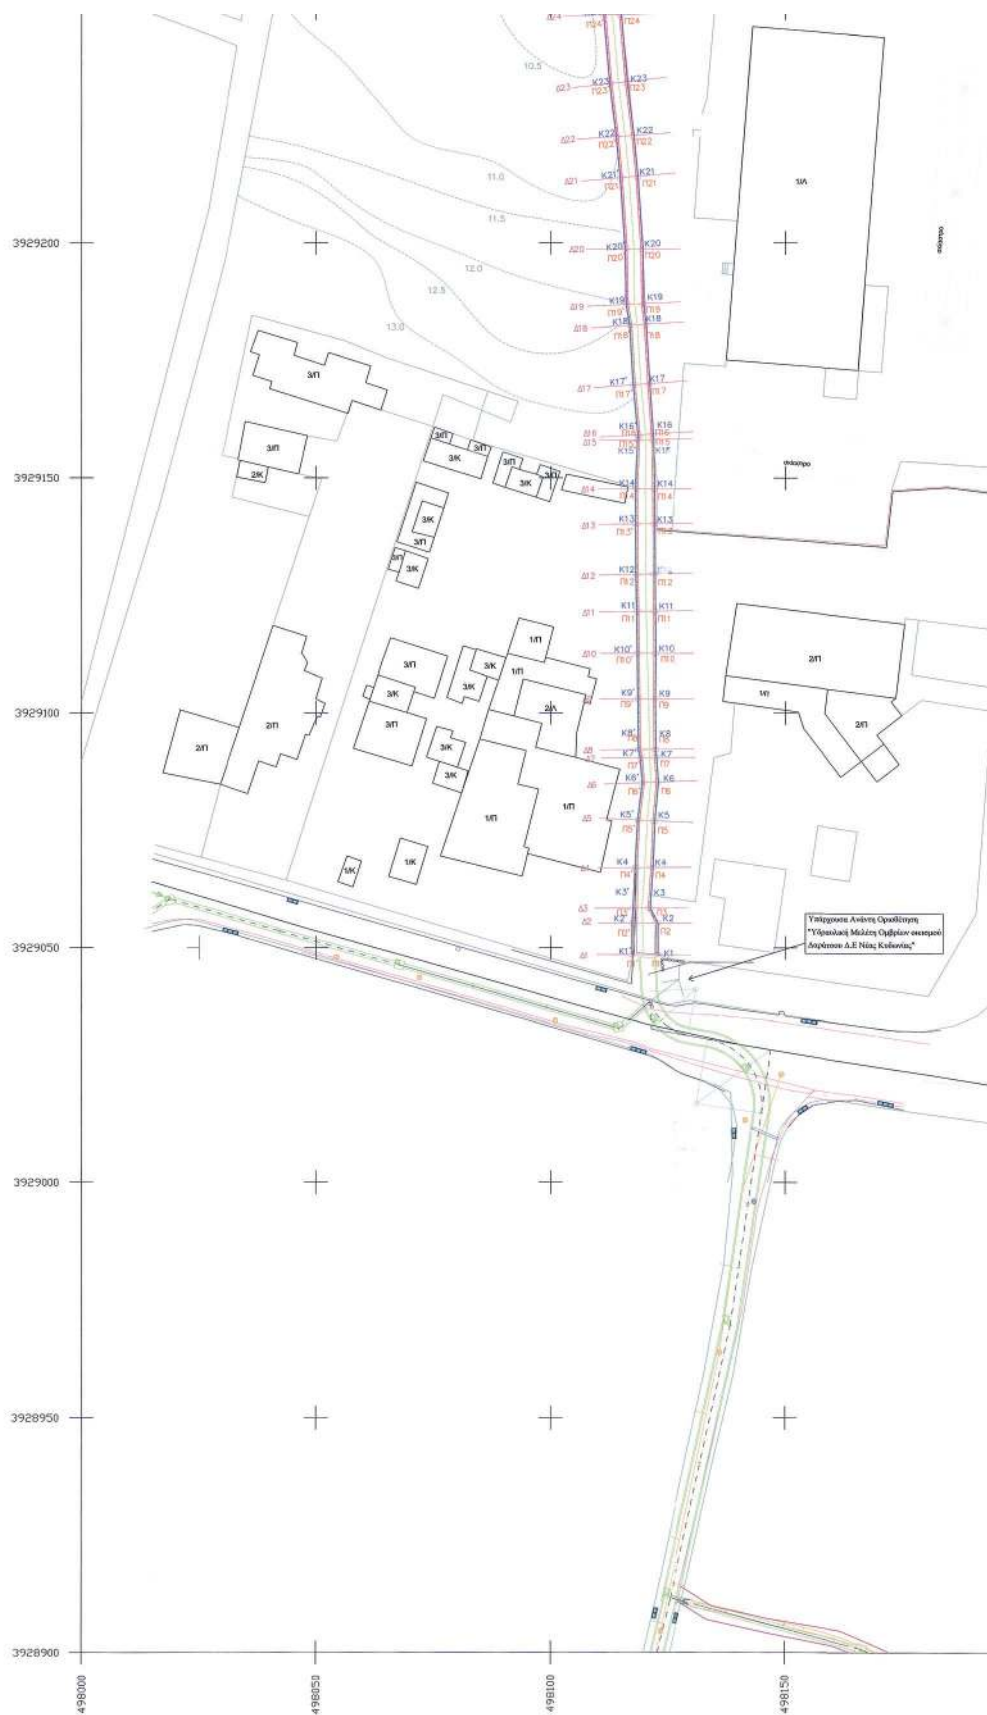 Δ24 Π24' Π24
10.5
K23' K23
Δ23 Π23' Π23
K22' K22
Δ22 Π22' Π22
11.0
K21' K21
Δ21 Π21' Π21
1/Λ
11.5
3929200
K20' K20
Δ20 Π20' Π20
σκάστρο
12.0
12.5
K19' K19
Δ19 Π19' Π19
13.0
K18' K18
Δ18 Π18' Π18
3/Π
K17' K17
Δ17 Π17' Π17
K16' K16
Δ16 Π16' Π16
Δ15 Π15
K15' K15
3/Π
3/Π
3/Π
3/K
2/K
3/Π
3/K
3929150
K14' K14
Δ14 Π14' Π14
3/K
3/Π
K13' K13
Δ13 Π13'
3/Π
3/K
K12 K12
Δ12 Π12' Π12
K11 K11
Δ11 Π11' Π11
1/Π
K10' K10
Δ10 Π10' Π10
3/Π
3/K
1/Π
3/K
3/K
2/Π
1/Π
2/Λ
K9' K9
Π9' Π9
3929100
3/Π
2/Π
2/Π
2/Π
3/K
K8' K8
Δ8
K7' K7
Π7' Π7
3/K
K6' K6
Δ6 Π6' Π6
1/Π
1/Π
K5' K5
Δ5 Π5' Π5
1/K
1/K
K4 K4
Π4' Π4
K3' K3
Δ3 Π3' Π3
K2' K2
Δ2 Π2' Π2
Υπάρχουσα Ανάντη Οριοθέτηση
"Υδραυλική Μελέτη Ομβρίων οικισμού
Δαράτσου Δ.Ε Νέας Κυδωνίας"
3929050
K1' K1
Δ1
3929000
3928950
3928900
498000
498050
498100
498150